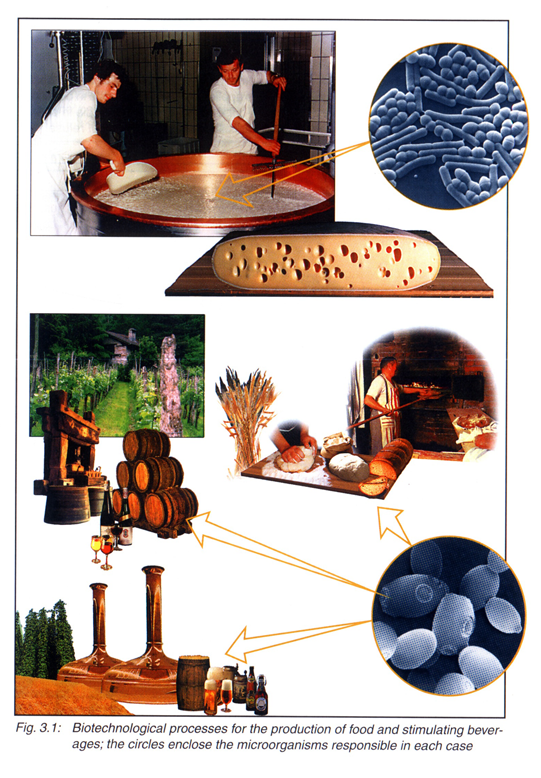 Fig. 3.1: Biotechnological processes for the production of food and stimulating bever-
ages; the circles enclose the microorganisms responsible in each case